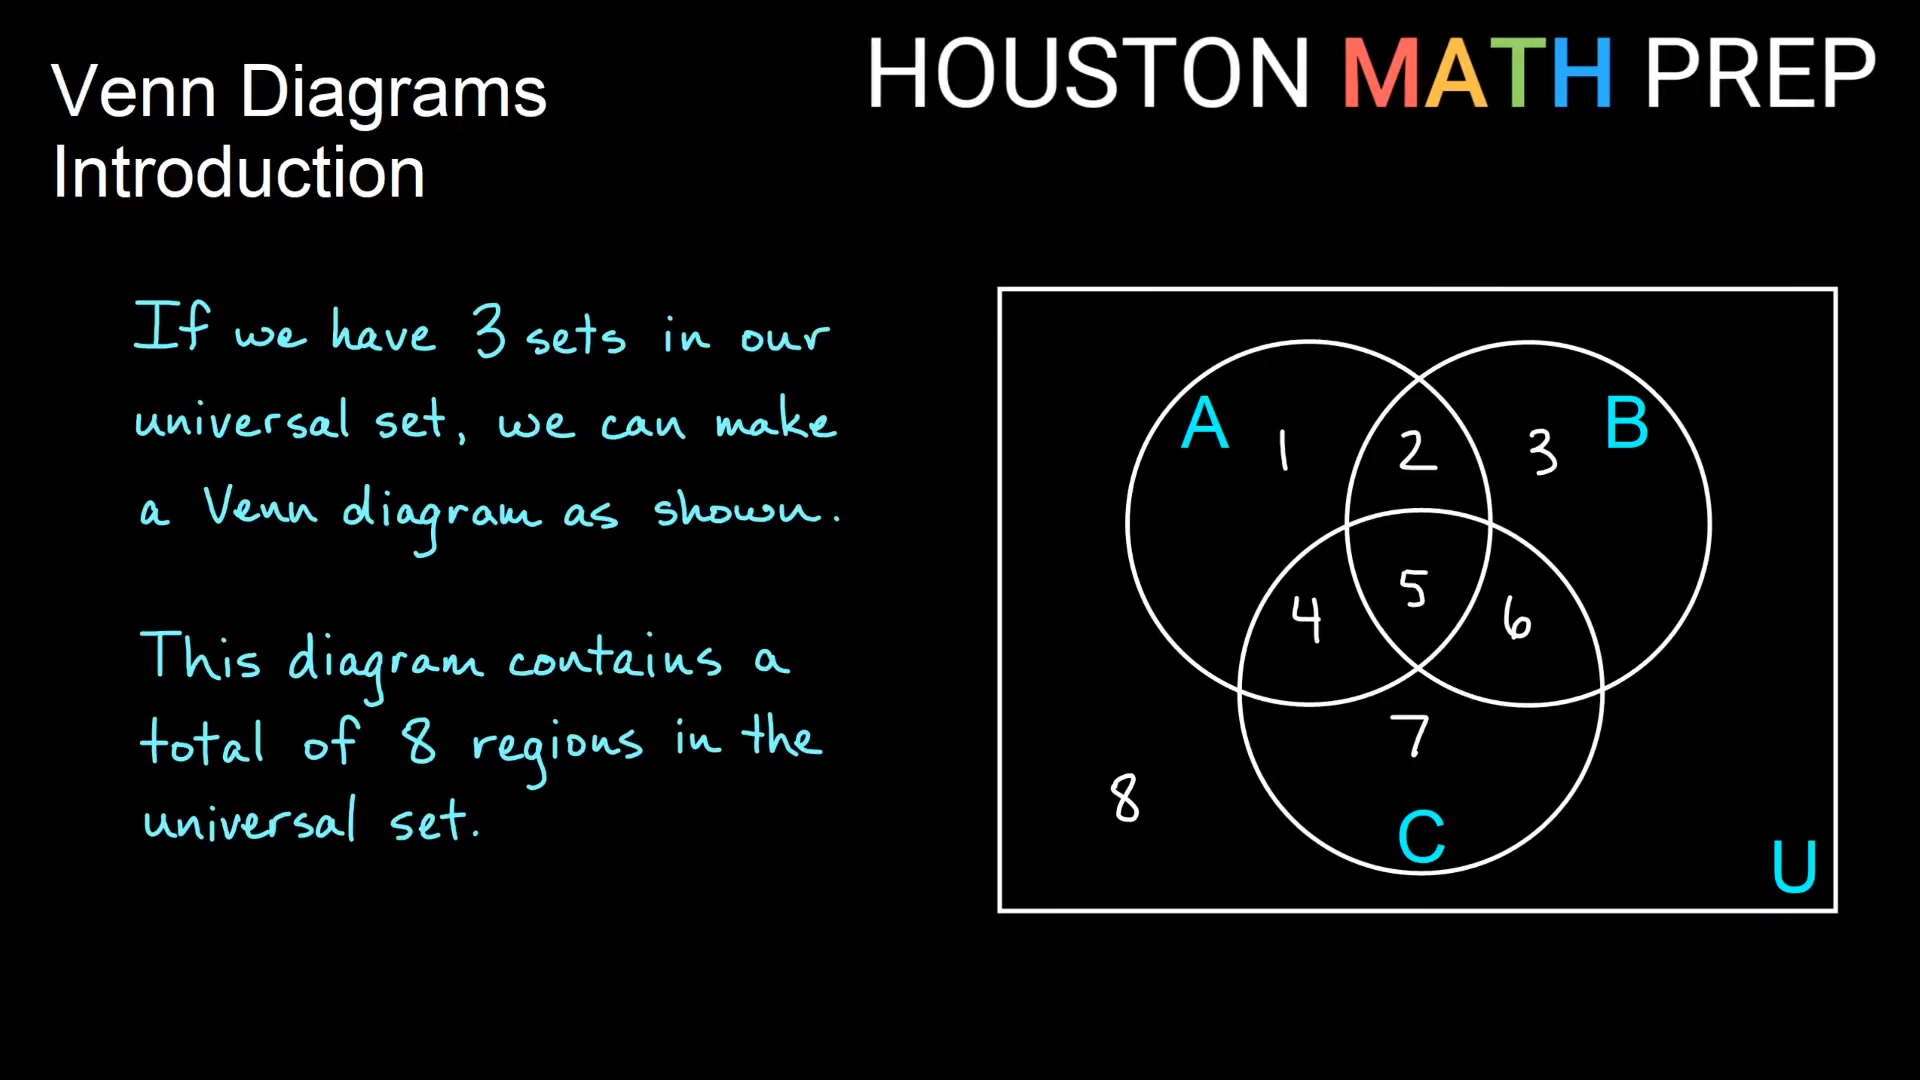 Venn Diagrams
Introduction
HOUSTON MATH PREP
If we have 3 sets in our
universal set, we can make
a Venn diagram as shown.
This diagram contains a
total of 8 regions in the
universal set.
A 1 2 3 B
4 5 6
7
8
C
U